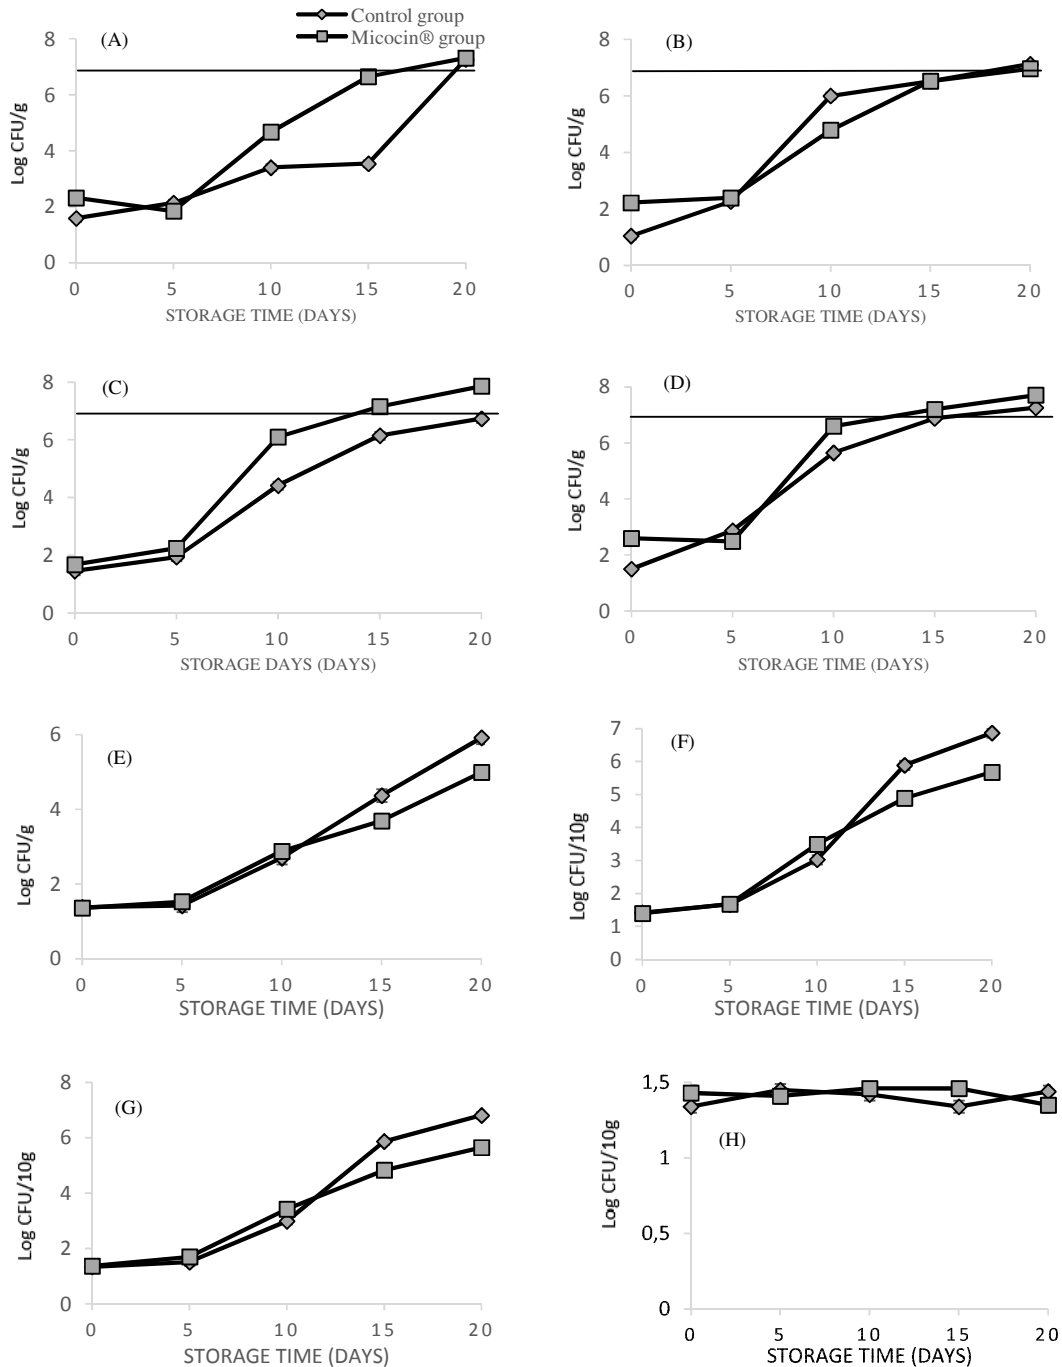 Control group
Micocin® group
(A)
Log CFU/g
8
6
4
2
0
0 5 10 15 20
STORAGE TIME (DAYS)
(B)
Log CFU/g
8
6
4
2
0
0 5 10 15 20
STORAGE TIME (DAYS)
(C)
Log CFU/g
8
6
4
2
0
0 5 10 15 20
STORAGE DAYS (DAYS)
(D)
Log CFU/g
8
6
4
2
0
0 5 10 15 20
STORAGE TIME (DAYS)
(E)
Log CFU/g
6
4
2
0
0 5 10 15 20
STORAGE TIME (DAYS)
(F)
Log CFU/10g
7
6
5
4
3
2
1
0
0 5 10 15 20
STORAGE TIME (DAYS)
(G)
Log CFU/10g
8
6
4
2
0
0 5 10 15 20
STORAGE TIME (DAYS)
(H)
Log CFU/10g
1,5
1
0,5
0
0 5 10 15 20
STORAGE TIME (DAYS)